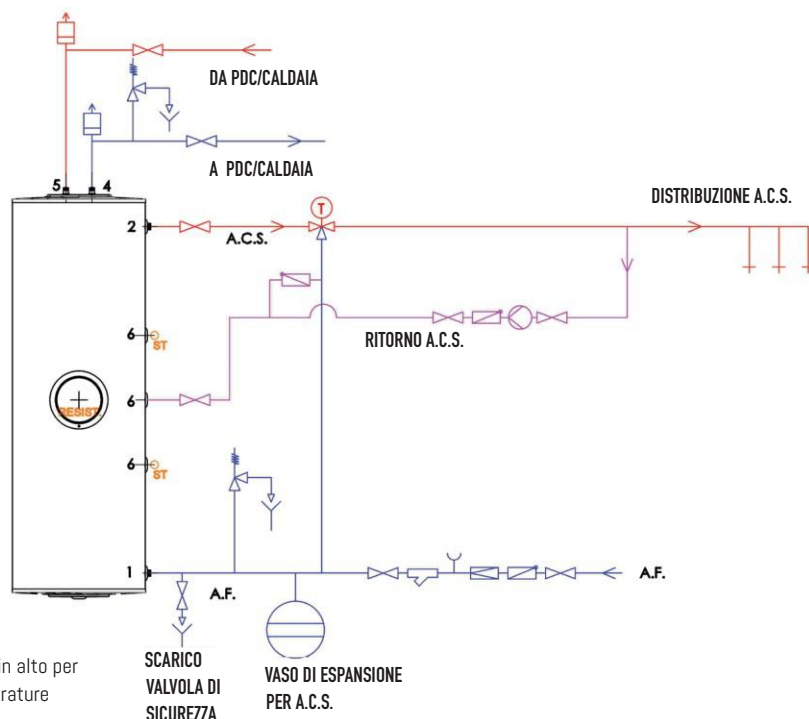 DA PDC/CALDAIA
A PDC/CALDAIA
5 4
DISTRIBUZIONE A.C.S.
T
2
A.C.S.
6
ST
RITORNO A.C.S.
6
RESIST.
6
ST
1
A.F.
A.F.
in alto per
rature
SCARICO
VALVOLA DI
SICUREZZA
VASO DI ESPANSIONE
PER A.C.S.